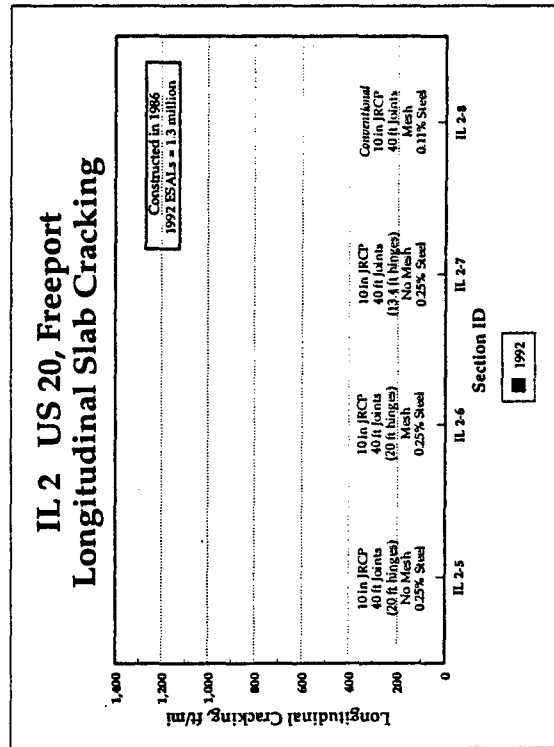 IL 2 US 20, Freeport
Longitudinal Slab Cracking
Constructed in 1986
1992 ESALs = 1.3 million
Longitudinal Cracking, ft/mi
1,400
1,200
1,000
800
600
400
200
0
10 in JRCP
40 ft Joints
(20 ft hinges)
No Mesh
0.25% Steel
10 in JRCP
40 ft Joints
(20 ft hinges)
Mesh
0.25% Steel
10 in JRCP
40 ft Joints
(13.4 ft hinges)
No Mesh
0.25% Steel
Conventional
10 in JRCP
40 ft Joints
Mesh
0.11% Steel
IL 2-5
IL 2-6
IL 2-7
IL 2-8
Section ID
1992